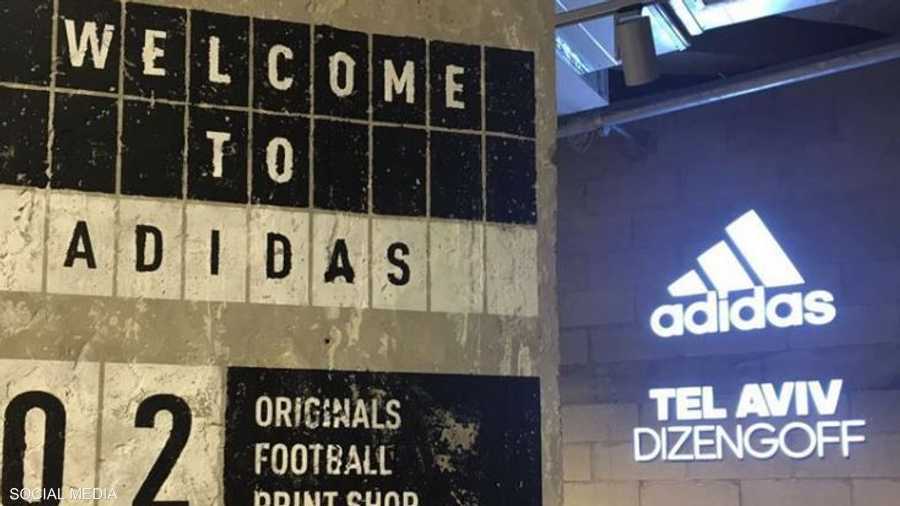 WELCOME
TO
ADIDAS
02
ORIGINALS
FOOTBALL
PRINT SHOP
adidas
TEL AVIV
DIZENGOFF
SOCIAL MEDIA